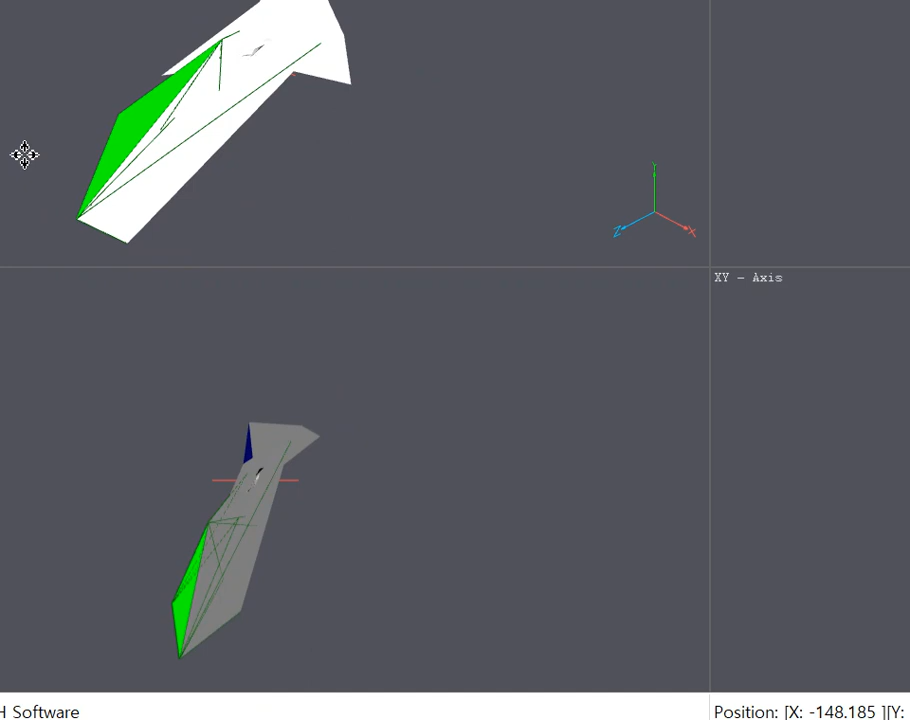 Y
Z
X
XY - Axis
H Software
Position: [X: -148.185 ][Y: